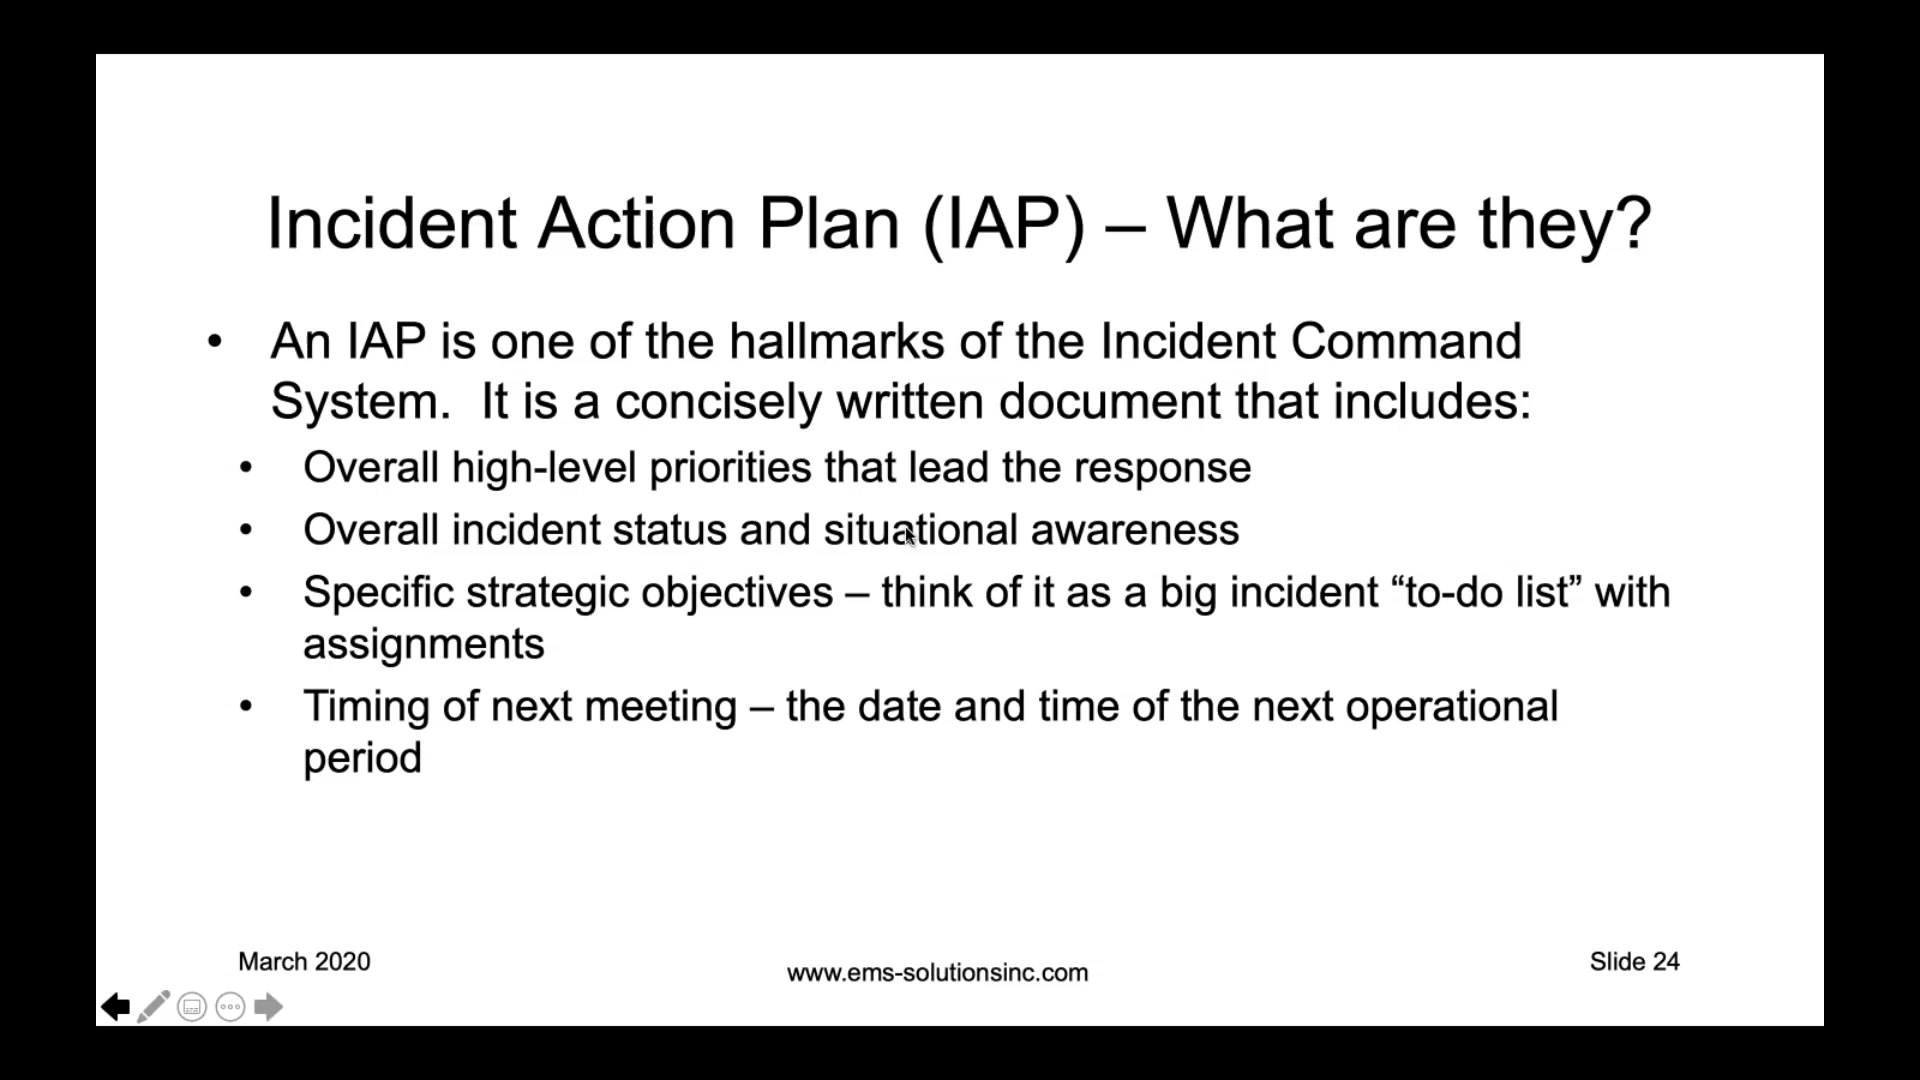 Incident Action Plan (IAP) – What are they?
• An IAP is one of the hallmarks of the Incident Command
System.  It is a concisely written document that includes:
• Overall high-level priorities that lead the response
• Overall incident status and situational awareness
• Specific strategic objectives – think of it as a big incident “to-do list” with
assignments
• Timing of next meeting – the date and time of the next operational
period
March 2020
www.ems-solutionsinc.com
Slide 24